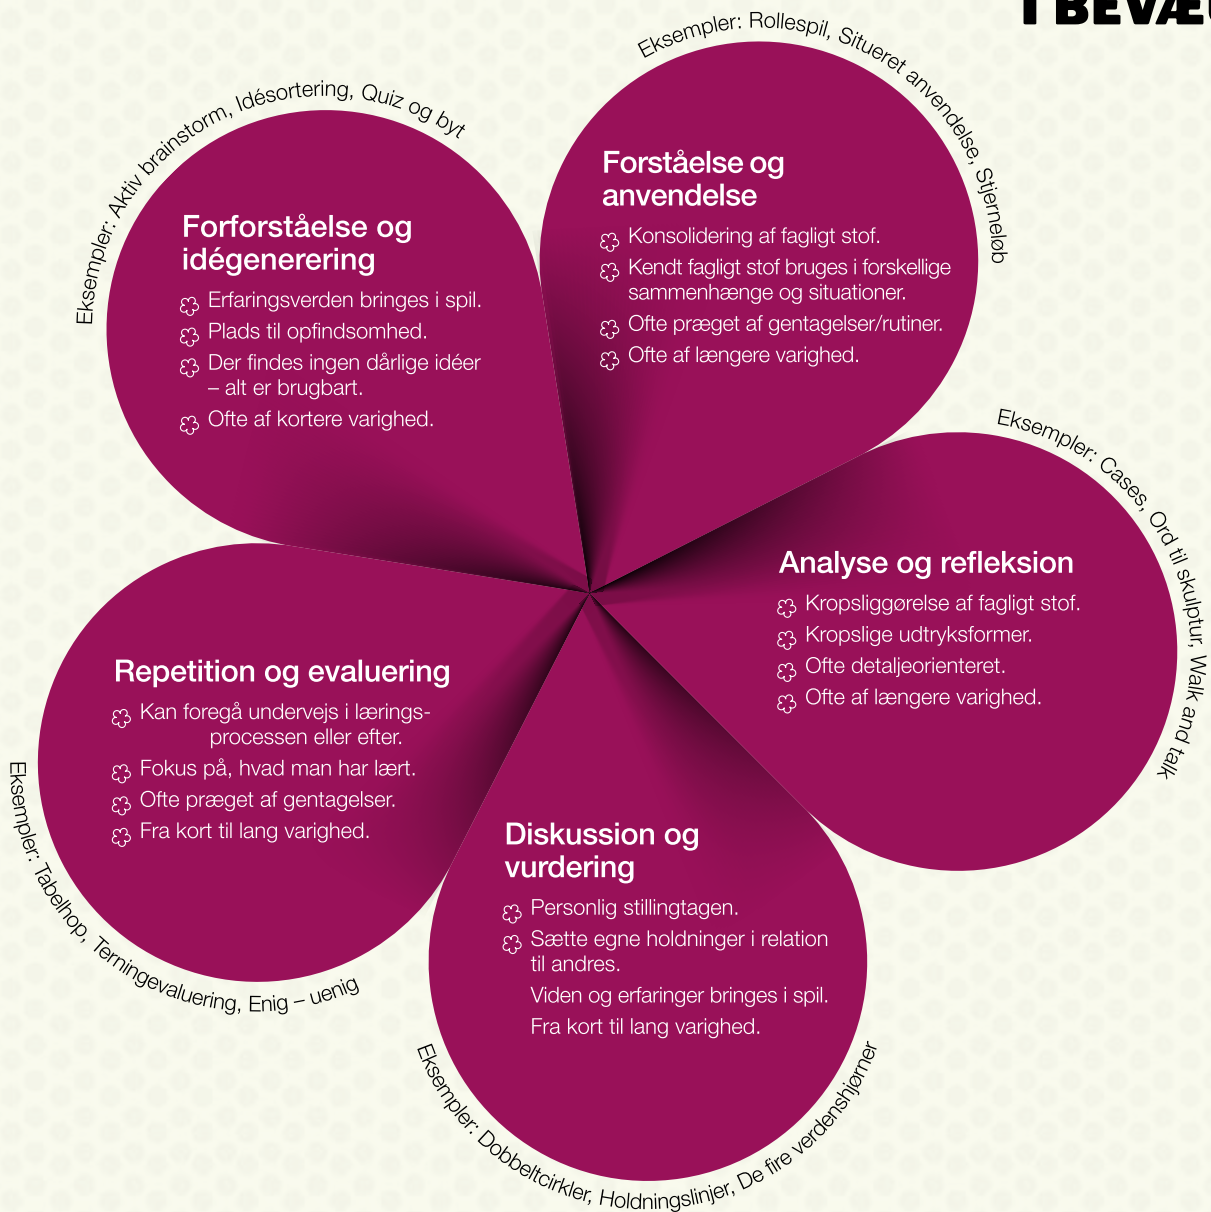 I BEVÆ
Eksempler: Aktiv brainstorm, Idésortering, Quiz og byt
Forforståelse og
idégenerering
Erfaringsverden bringes i spil.
Plads til opfindsomhed.
Der findes ingen dårlige idéer
– alt er brugbart.
Ofte af kortere varighed.
Eksempler: Rollespil, Situeret anvendelse, Stjerneløb
Forståelse og
anvendelse
Konsolidering af fagligt stof.
Kendt fagligt stof bruges i forskellige
sammenhænge og situationer.
Ofte præget af gentagelser/rutiner.
Ofte af længere varighed.
Eksempler: Cases, Ord til skulptur, Walk and talk
Analyse og refleksion
Kropsliggørelse af fagligt stof.
Kropslige udtryksformer.
Ofte detaljeorienteret.
Ofte af længere varighed.
Repetition og evaluering
Kan foregå undervejs i lærings-
processen eller efter.
Fokus på, hvad man har lært.
Ofte præget af gentagelser.
Fra kort til lang varighed.
Eksempler: Tabelhop, Terningevaluering, Enig – uenig
Diskussion og
vurdering
Personlig stillingtagen.
Sætte egne holdninger i relation
til andres.
Viden og erfaringer bringes i spil.
Fra kort til lang varighed.
Eksempler: Dobbeltcirkler, Holdningslinjer, De fire verdenshjørner